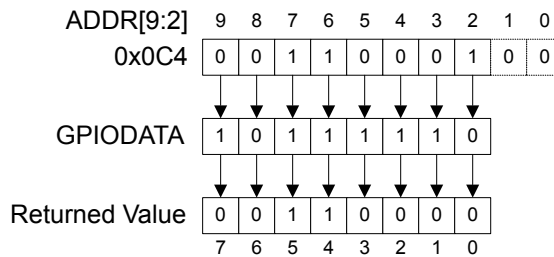 ADDR[9:2] 9 8 7 6 5 4 3 2 1 0
0x0C4 0 0 1 1 0 0 0 1 0 0
GPIODATA 1 0 1 1 1 1 1 0
Returned Value 0 0 1 1 0 0 0 0
7 6 5 4 3 2 1 0